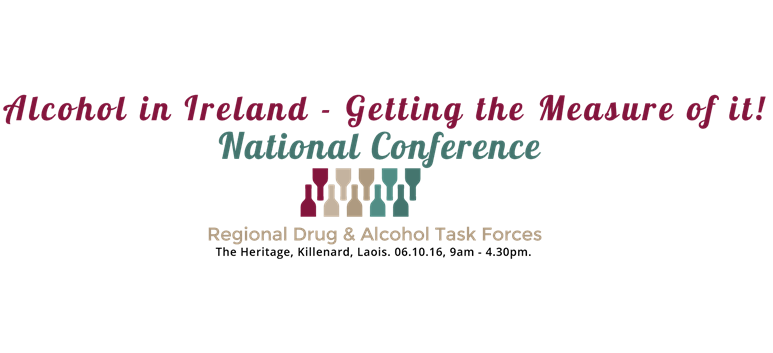 Alcohol in Ireland - Getting the Measure of it!
National Conference
Regional Drug & Alcohol Task Forces
The Heritage, Killenard, Laois. 06.10.16, 9am - 4.30pm.